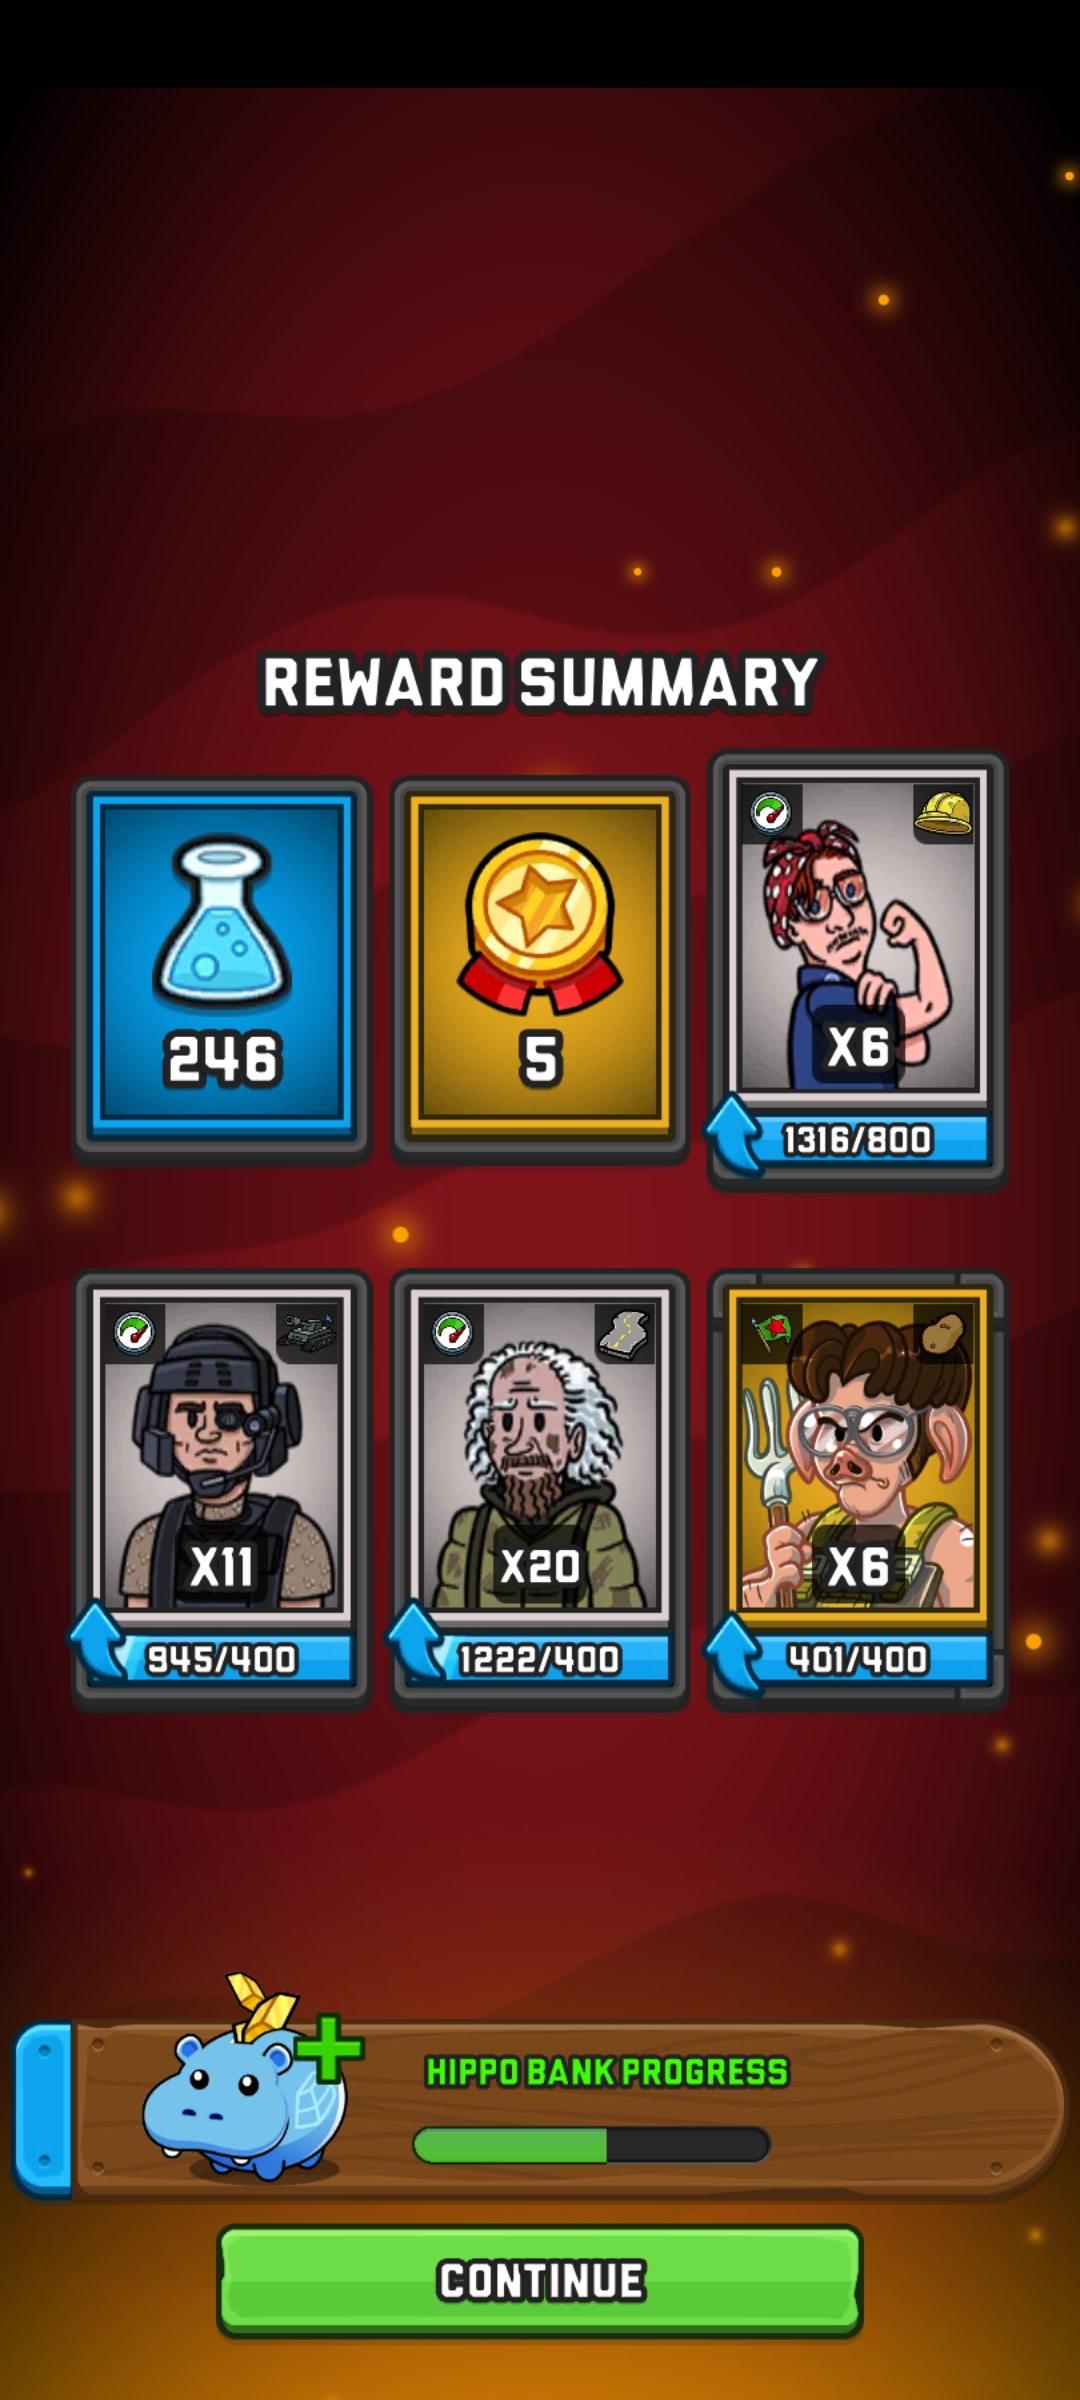 REWARD SUMMARY
246
5
X6
1316/800
X11
945/400
X20
1222/400
X6
401/400
HIPPO BANK PROGRESS
CONTINUE